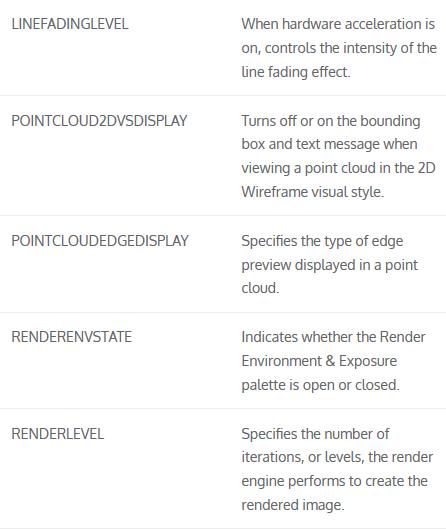 LINEFADINGLEVEL
When hardware acceleration is
on, controls the intensity of the
line fading effect.
POINTCLOUD2DVSDISPLAY
Turns off or on the bounding
box and text message when
viewing a point cloud in the 2D
Wireframe visual style.
POINTCLOUDEDGEDISPLAY
Specifies the type of edge
preview displayed in a point
cloud.
RENDERENVSTATE
Indicates whether the Render
Environment & Exposure
palette is open or closed.
RENDERLEVEL
Specifies the number of
iterations, or levels, the render
engine performs to create the
rendered image.